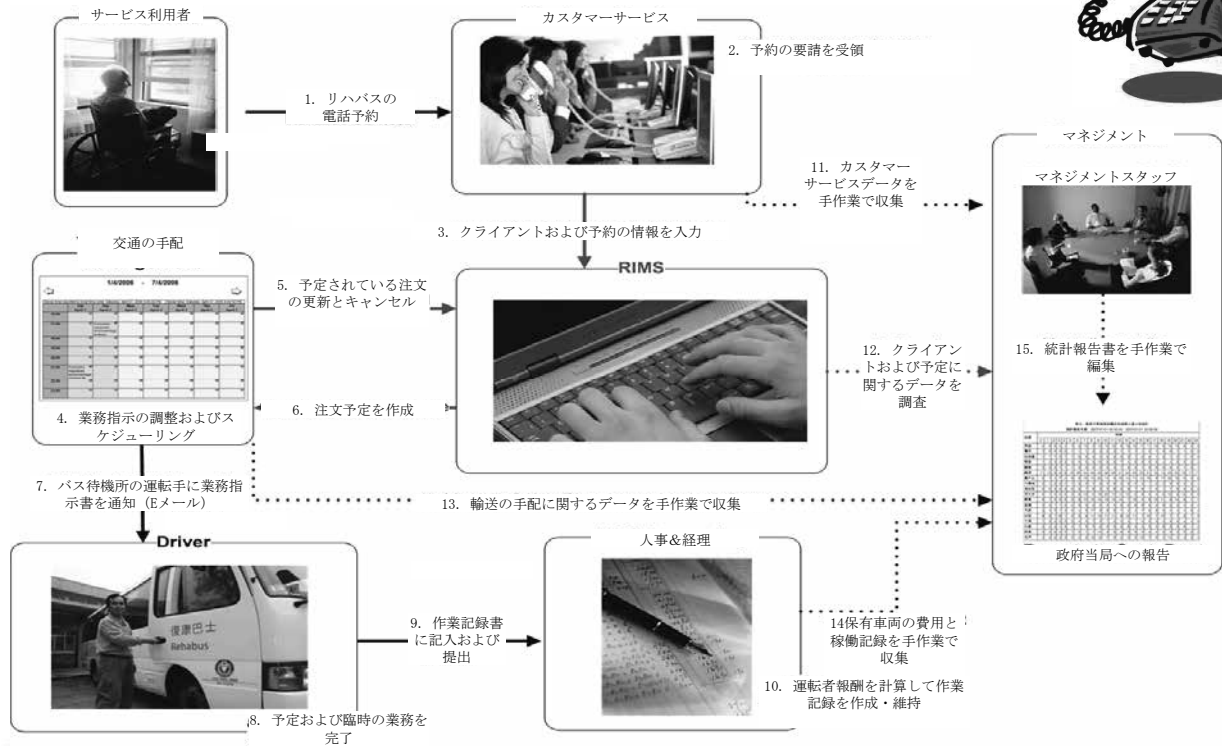 サービス利用者
カスタマーサービス
2. 予約の要請を受領
1. リハバスの
電話予約
マネジメント
マネジメントスタッフ
11. カスタマー
サービスデータを
手作業で収集
3. クライアントおよび予約の情報を入力
交通の手配
1/4/2006 - 7/4/2006
5. 予定されている注文
の更新とキャンセル
RIMS
12. クライアン
トおよび予定に
関するデータを
調査
15. 統計報告書を手作業で
編集
6. 注文予定を作成
4. 業務指示の調整およびス
ケジューリング
7. バス待機所の運転手に業務指
示書を通知（Eメール）
13. 輸送の手配に関するデータを手作業で収集
政府当局への報告
Driver
人事&経理
復康巴士
Rehabus
9. 作業記録書
に記入および
提出
14保有車両の費用と
稼働記録を手作業で
収集
10. 運転者報酬を計算して作業
記録を作成・維持
8. 予定および臨時の業務を
完了